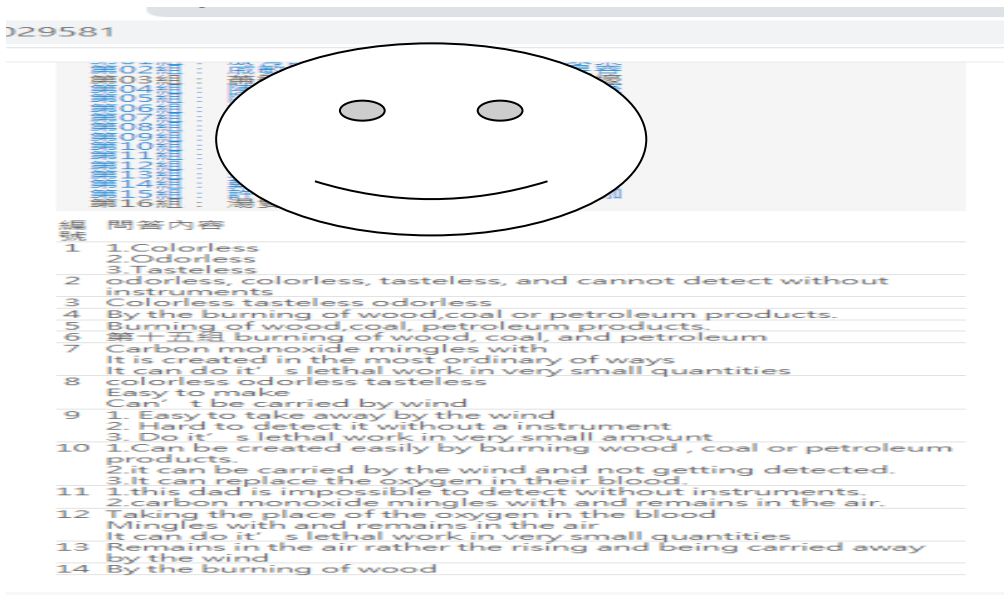 029581
第02組 :
第03組 :
第04組 :
第05組 :
第06組 :
第07組 :
第08組 :
第09組 :
第10組 :
第11組 :
第12組 :
第13組 :
第14組 :
第15組 :
第16組 :
編號 問答內容
1 1.Colorless
2.Odorless
3.Tasteless
2 odorless, colorless, tasteless, and cannot detect without
instruments
3 Colorless tasteless odorless
4 By the burning of wood,coal or petroleum products.
5 Burning of wood,coal, petroleum products.
6 第十五組 burning of wood, coal, and petroleum
7 Carbon monoxide mingles with
It is created in the most ordinary of ways
It can do it’s lethal work in very small quantities
8 colorless odorless tasteless
Easy to make
Can’t be carried by wind
9 1. Easy to take away by the wind
2. Hard to detect it without a instrument
3. Do it’s lethal work in very small amount
10 1.Can be created easily by burning wood , coal or petroleum
products.
2.it can be carried by the wind and not getting detected.
3.It can replace the oxygen in their blood.
11 1.this dad is impossible to detect without instruments.
2.carbon monoxide mingles with and remains in the air.
12 Taking the place of the oxygen in the blood
Mingles with and remains in the air
It can do it’s lethal work in very small quantities
13 Remains in the air rather the rising and being carried away
by the wind
14 By the burning of wood